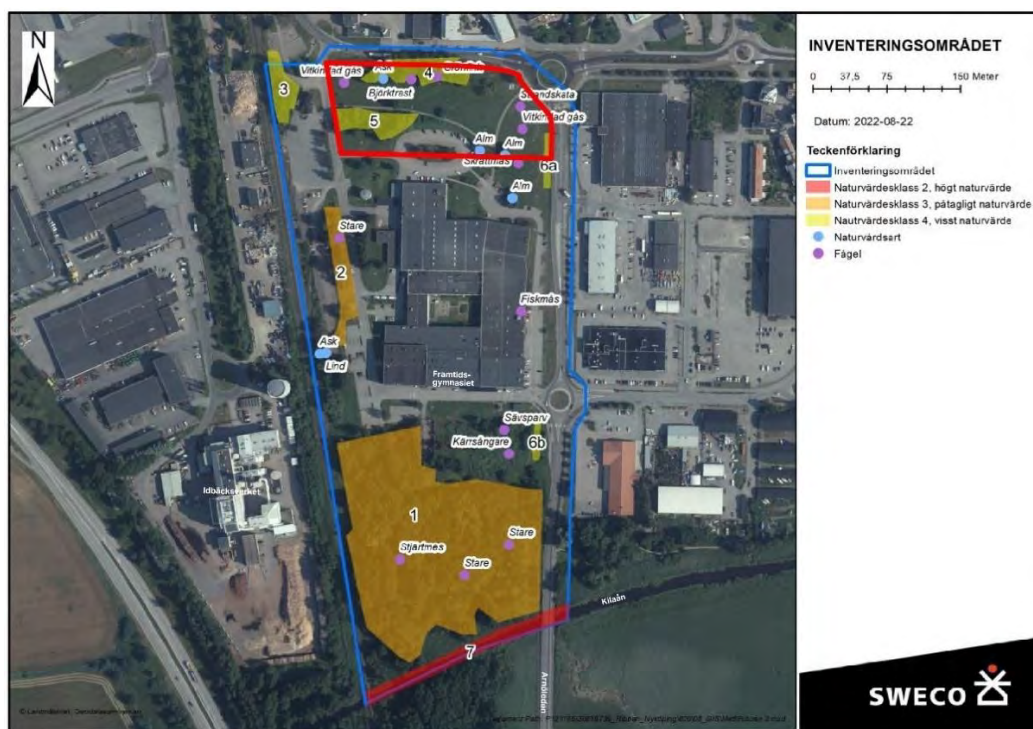 N
INVENTERINGSOMRÅDET
0 37,5 75 150 Meter
Datum: 2022-08-22
Teckenförklaring
Inventeringsområdet
Naturvärdesklass 2, högt naturvärde
Naturvärdesklass 3, påtagligt naturvärde
Nautvärdesklass 4, visst naturvärde
Naturvårdsart
Fågel
Vitkindad gås
Ask
4
Björktrast
3
5
Strandskata
Vitkindad gås
Alm
Alm
Skrattmås
6a
Alm
Stare
2
Fiskmås
Ask
Lind
Framtids-
gymnasiet
Sävsparv
Kärrsångare
6b
Idbäcksverket
1
Stare
Stjärtmes
Stare
Kilaån
7
Arnöleden
SWECO